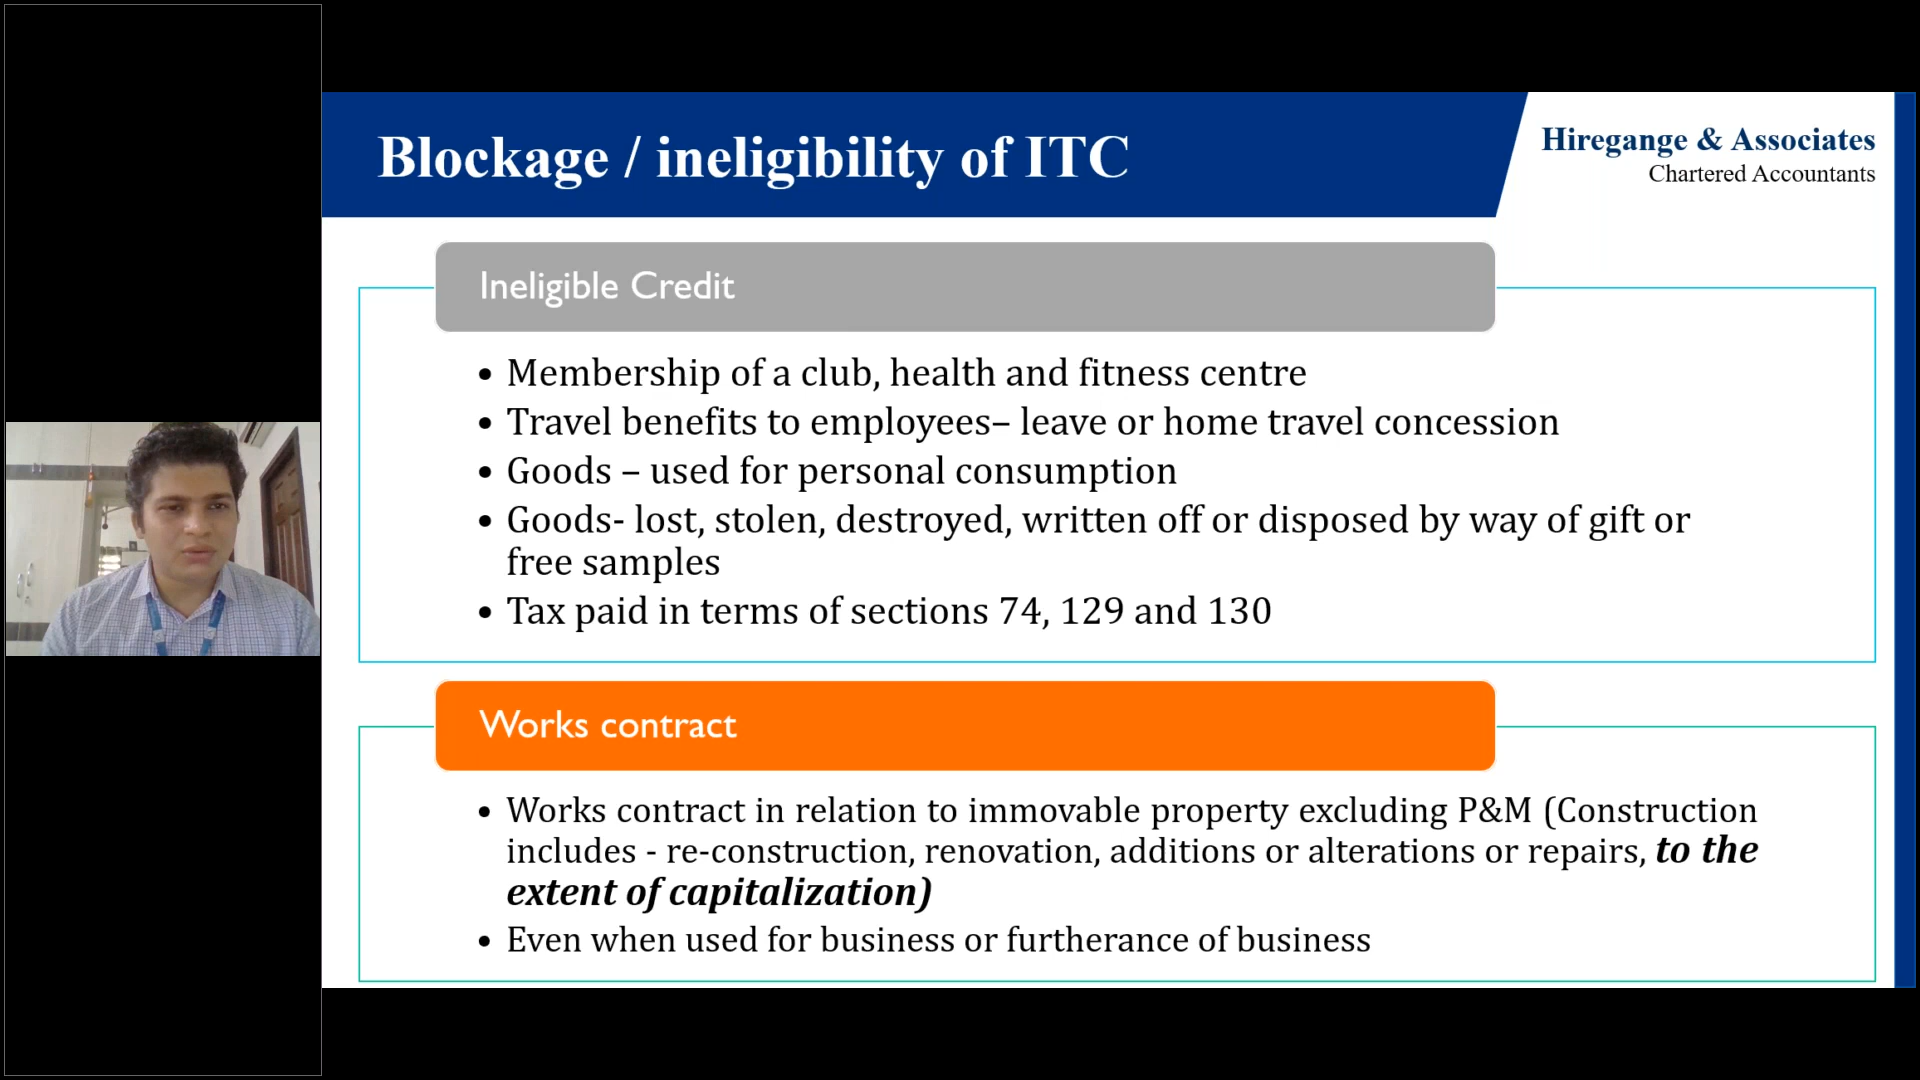 Blockage / ineligibility of ITC
Hiregange & Associates
Chartered Accountants
Ineligible Credit
• Membership of a club, health and fitness centre
• Travel benefits to employees– leave or home travel concession
• Goods – used for personal consumption
• Goods- lost, stolen, destroyed, written off or disposed by way of gift or
free samples
• Tax paid in terms of sections 74, 129 and 130
Works contract
• Works contract in relation to immovable property excluding P&M (Construction
includes - re-construction, renovation, additions or alterations or repairs, to the
extent of capitalization)
• Even when used for business or furtherance of business